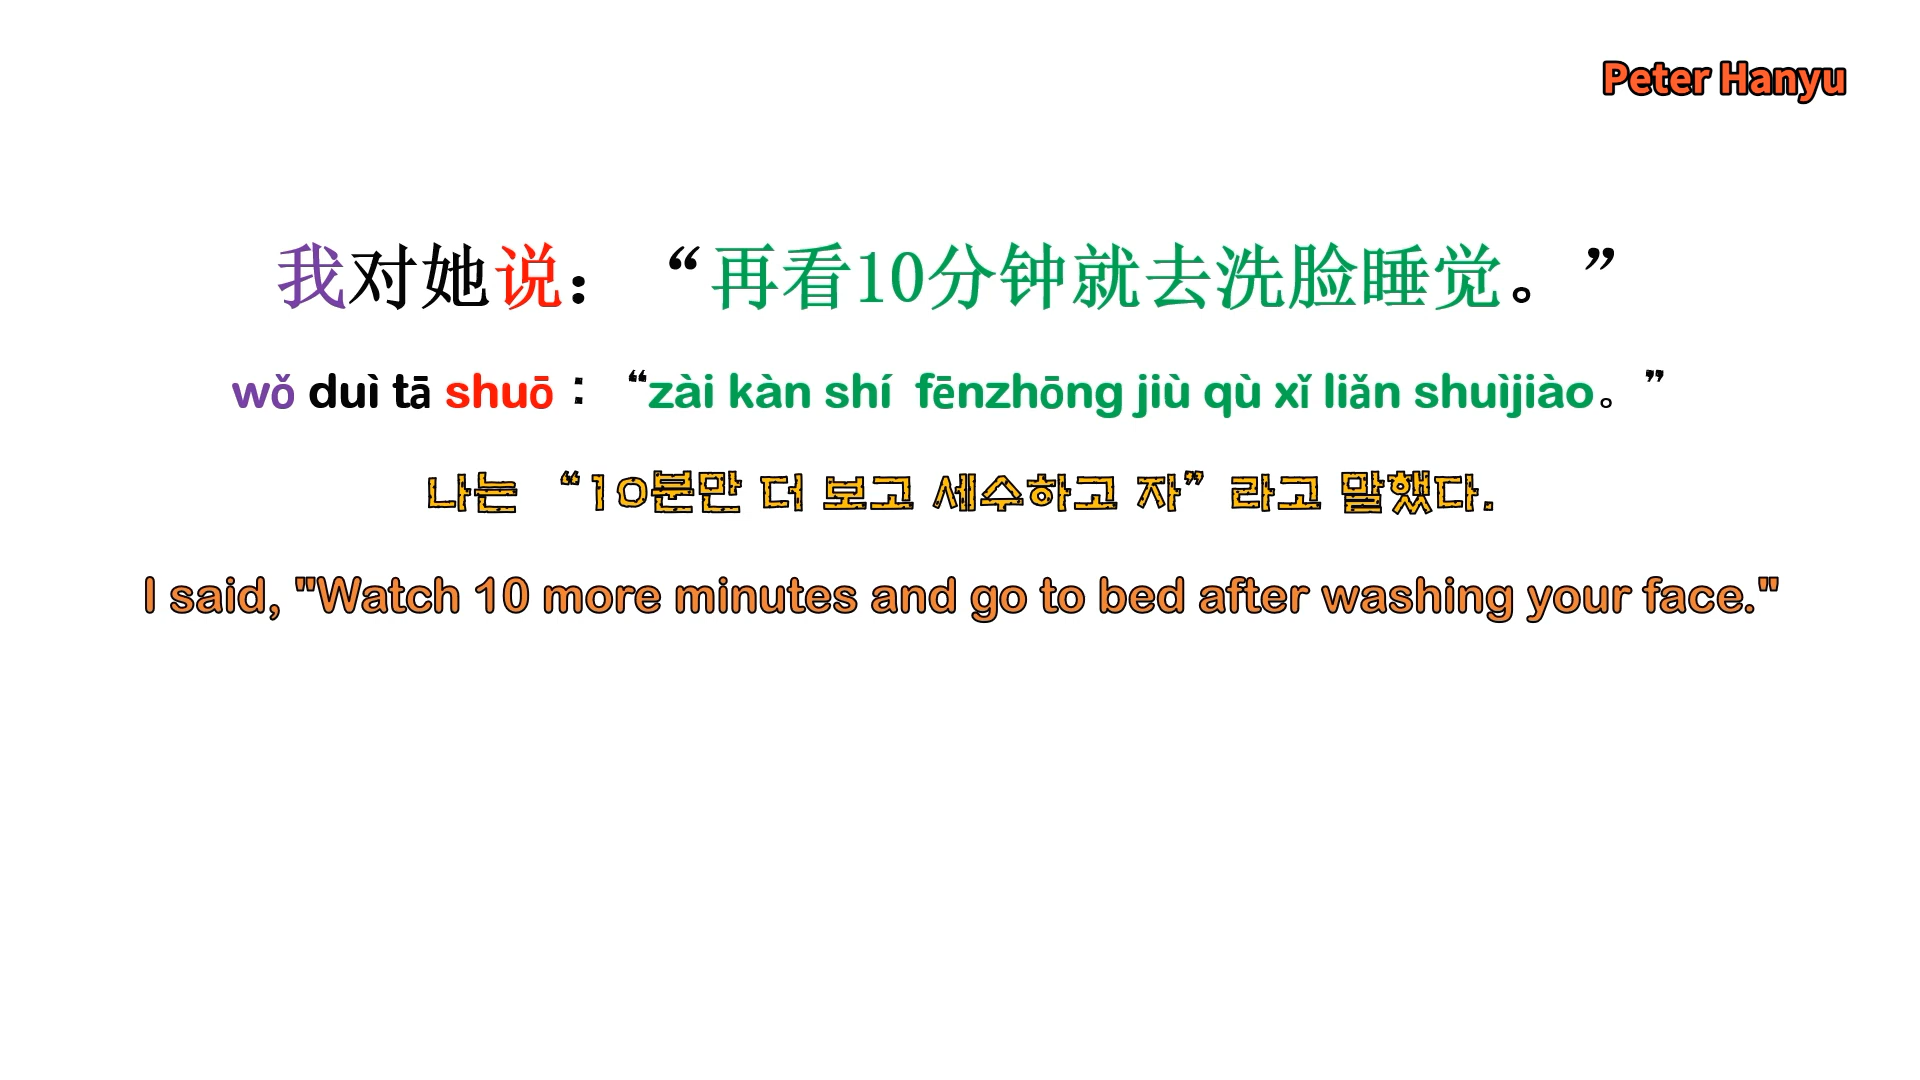 Peter Hanyu
我对她说：“再看10分钟就去洗脸睡觉。”
wǒ duì tā shuō：“zài kàn shí  fēnzhōng jiù qù xǐ liǎn shuìjiào。”
나는 “10분만 더 보고 세수하고 자”라고 말했다.
I said, "Watch 10 more minutes and go to bed after washing your face."